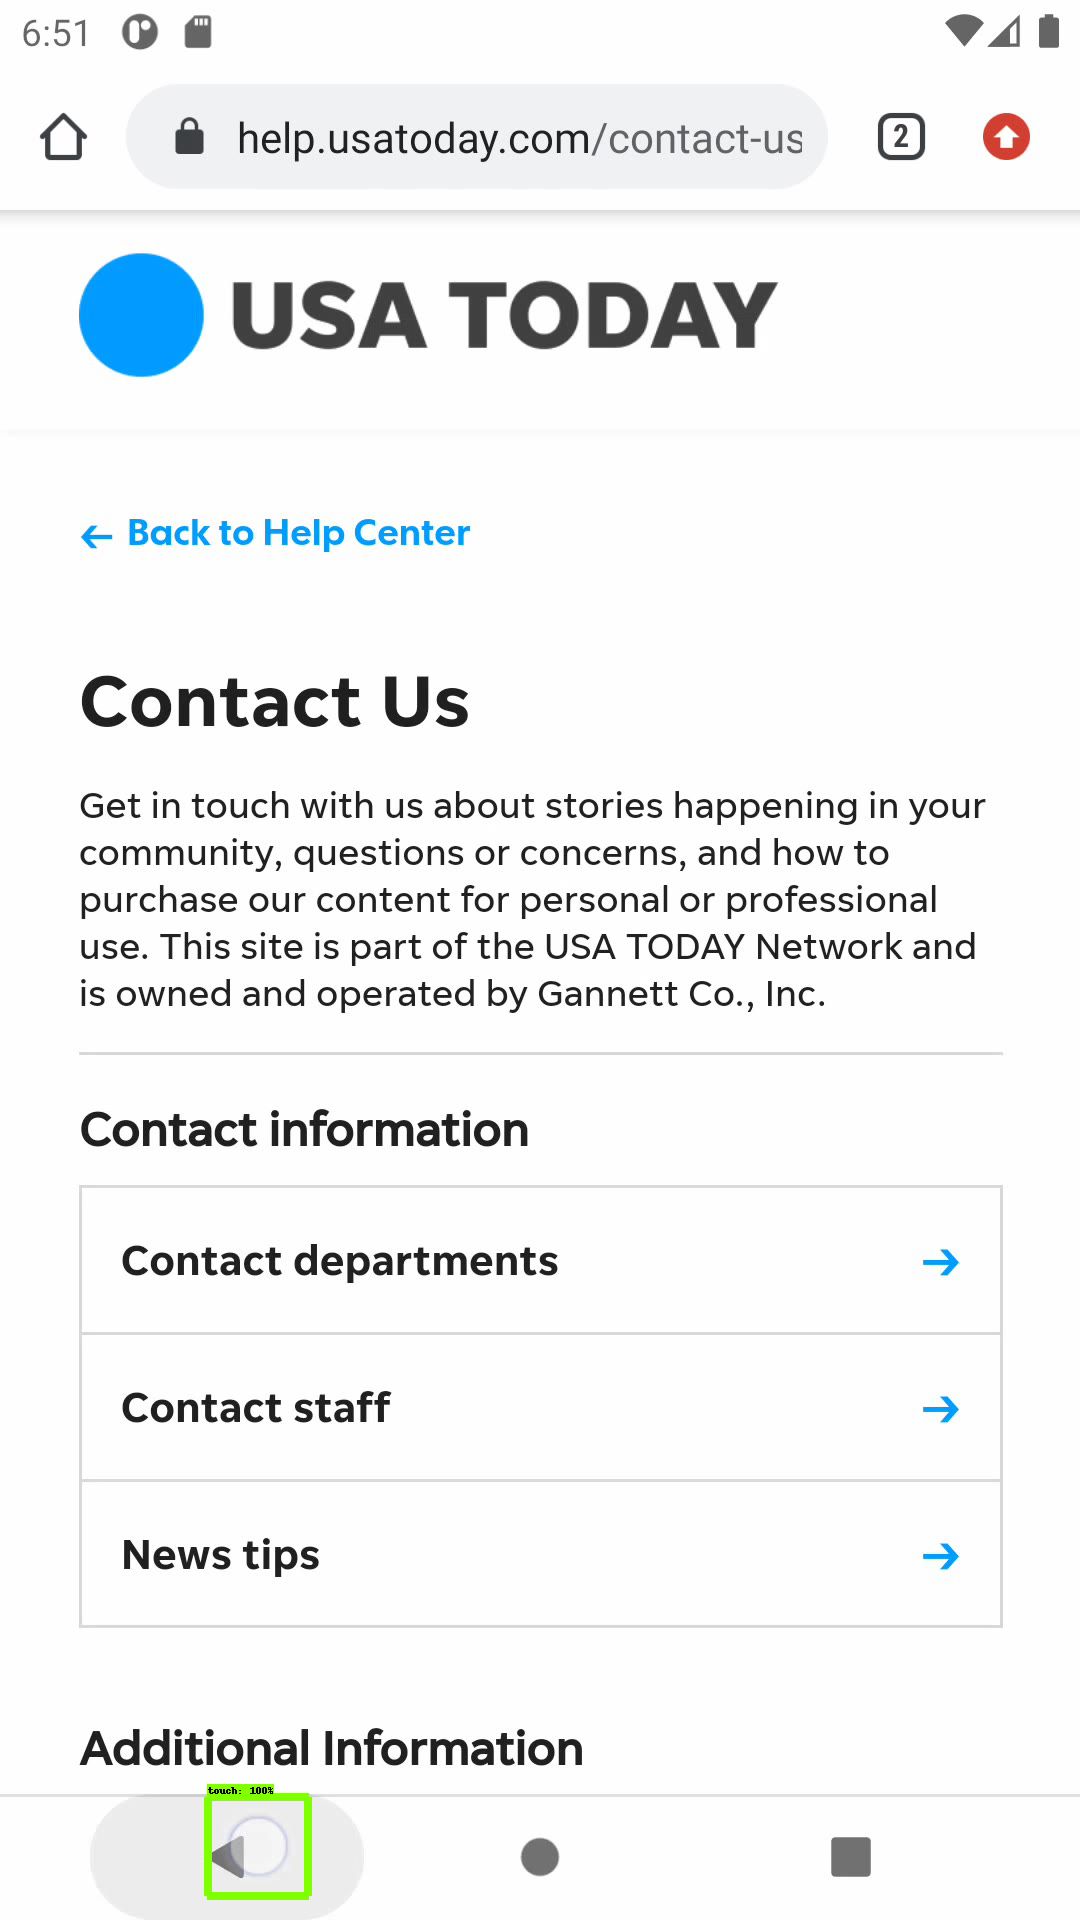 6:51
help.usatoday.com/contact-us
2
USA TODAY
← Back to Help Center
Contact Us
Get in touch with us about stories happening in your
community, questions or concerns, and how to
purchase our content for personal or professional
use. This site is part of the USA TODAY Network and
is owned and operated by Gannett Co., Inc.
Contact information
Contact departments →
Contact staff →
News tips →
Additional Information
touch: 100%